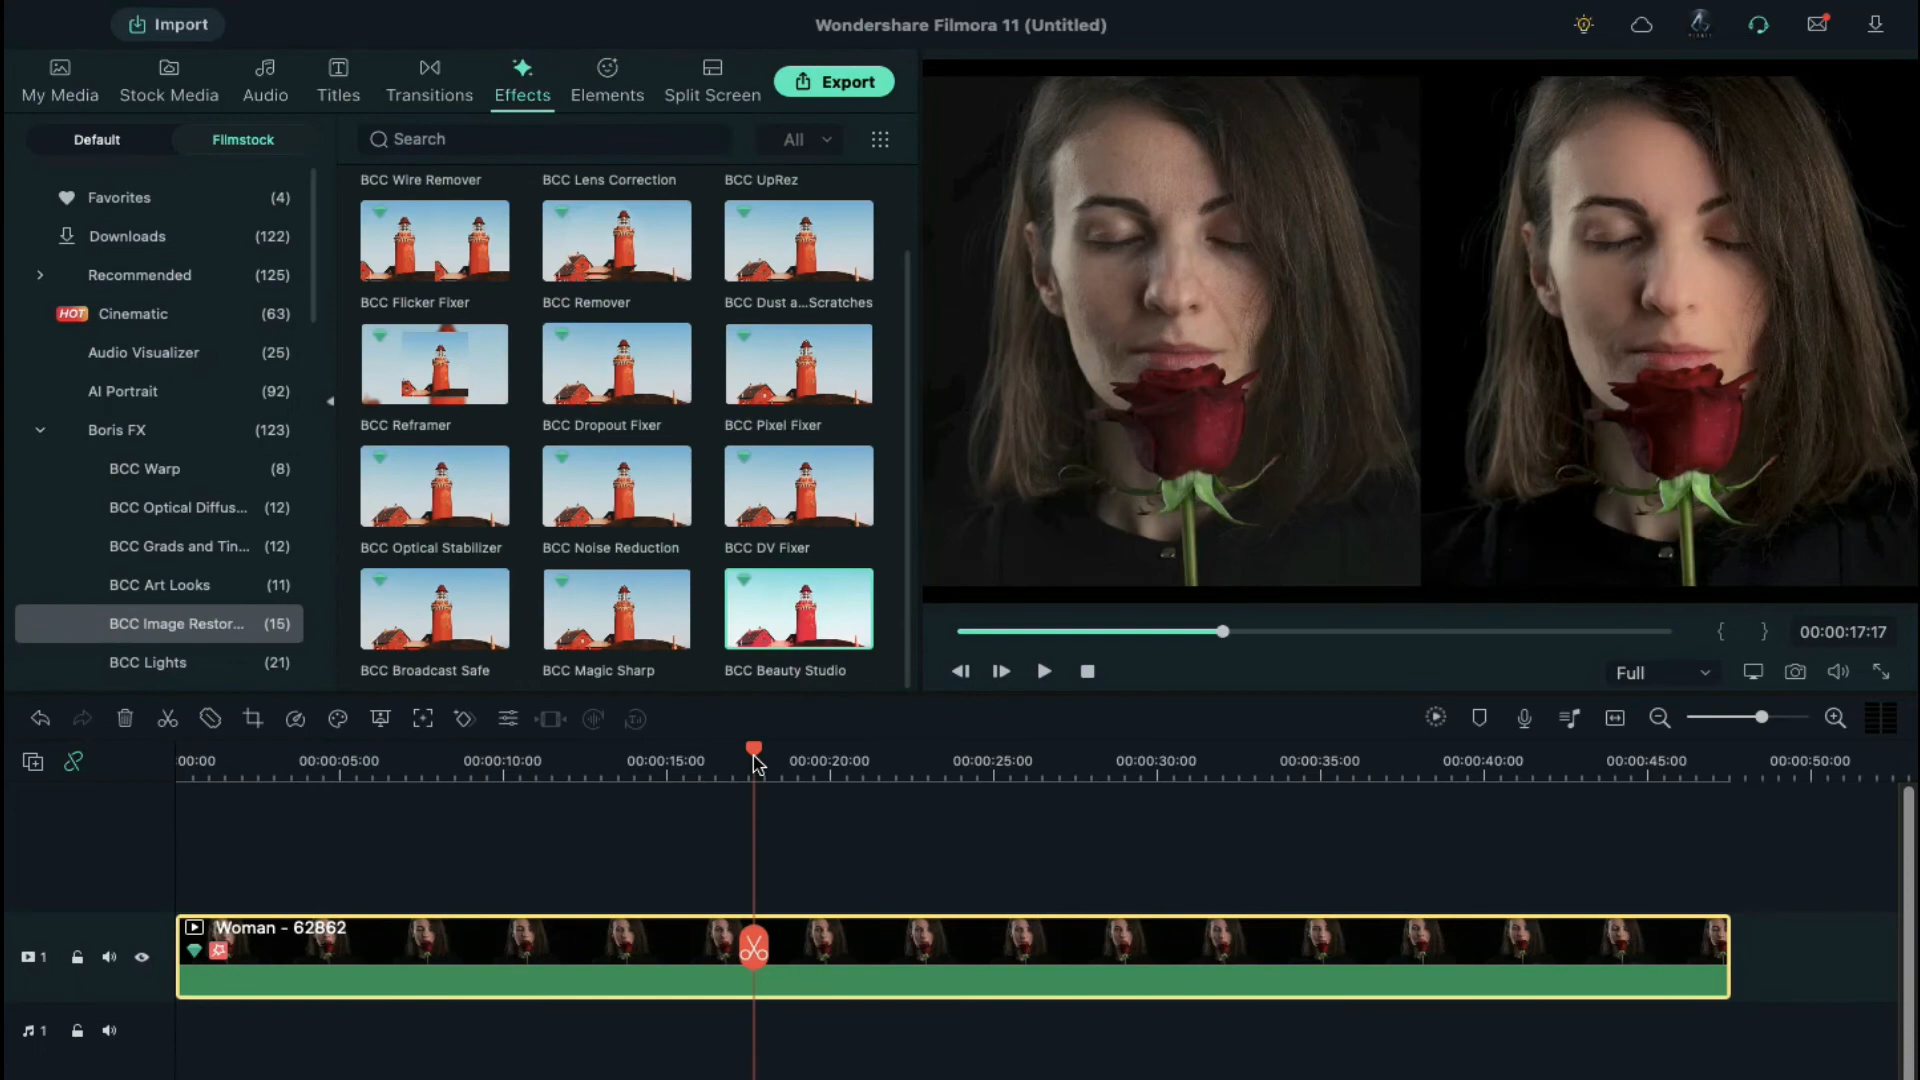 Import
Wondershare Filmora 11 (Untitled)
My Media
Stock Media
Audio
Titles
Transitions
Effects
Elements
Split Screen
Export
Default
Filmstock
Search
All
Favorites (4)
Downloads (122)
Recommended (125)
HOT Cinematic (63)
Audio Visualizer (25)
AI Portrait (92)
Boris FX (123)
BCC Warp (8)
BCC Optical Diffus... (12)
BCC Grads and Tin... (12)
BCC Art Looks (11)
BCC Image Restor... (15)
BCC Lights (21)
BCC Wire Remover
BCC Lens Correction
BCC UpRez
BCC Flicker Fixer
BCC Remover
BCC Dust a...Scratches
BCC Reframer
BCC Dropout Fixer
BCC Pixel Fixer
BCC Optical Stabilizer
BCC Noise Reduction
BCC DV Fixer
BCC Broadcast Safe
BCC Magic Sharp
BCC Beauty Studio
{ } 00:00:17:17
Full
:00:00
00:00:05:00
00:00:10:00
00:00:15:00
00:00:20:00
00:00:25:00
00:00:30:00
00:00:35:00
00:00:40:00
00:00:45:00
00:00:50:00
Woman - 62862
1
1